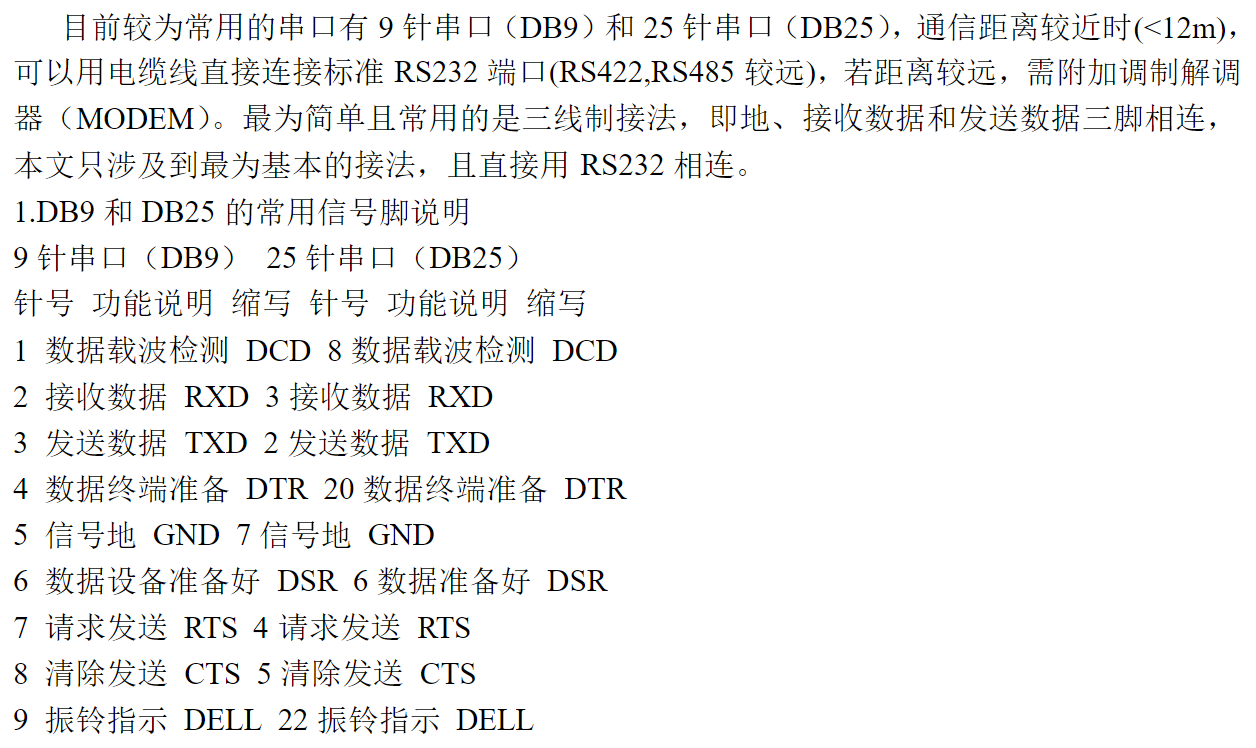 目前较为常用的串口有 9 针串口（DB9）和 25 针串口（DB25），通信距离较近时(<12m)，
可以用电缆线直接连接标准 RS232 端口(RS422,RS485 较远)，若距离较远，需附加调制解调
器（MODEM）。最为简单且常用的是三线制接法，即地、接收数据和发送数据三脚相连，
本文只涉及到最为基本的接法，且直接用 RS232 相连。
1.DB9 和 DB25 的常用信号脚说明
9 针串口（DB9） 25 针串口（DB25）
针号 功能说明 缩写 针号 功能说明 缩写
1 数据载波检测 DCD 8 数据载波检测 DCD
2 接收数据 RXD 3 接收数据 RXD
3 发送数据 TXD 2 发送数据 TXD
4 数据终端准备 DTR 20 数据终端准备 DTR
5 信号地 GND 7 信号地 GND
6 数据设备准备好 DSR 6 数据准备好 DSR
7 请求发送 RTS 4 请求发送 RTS
8 清除发送 CTS 5 清除发送 CTS
9 振铃指示 DELL 22 振铃指示 DELL